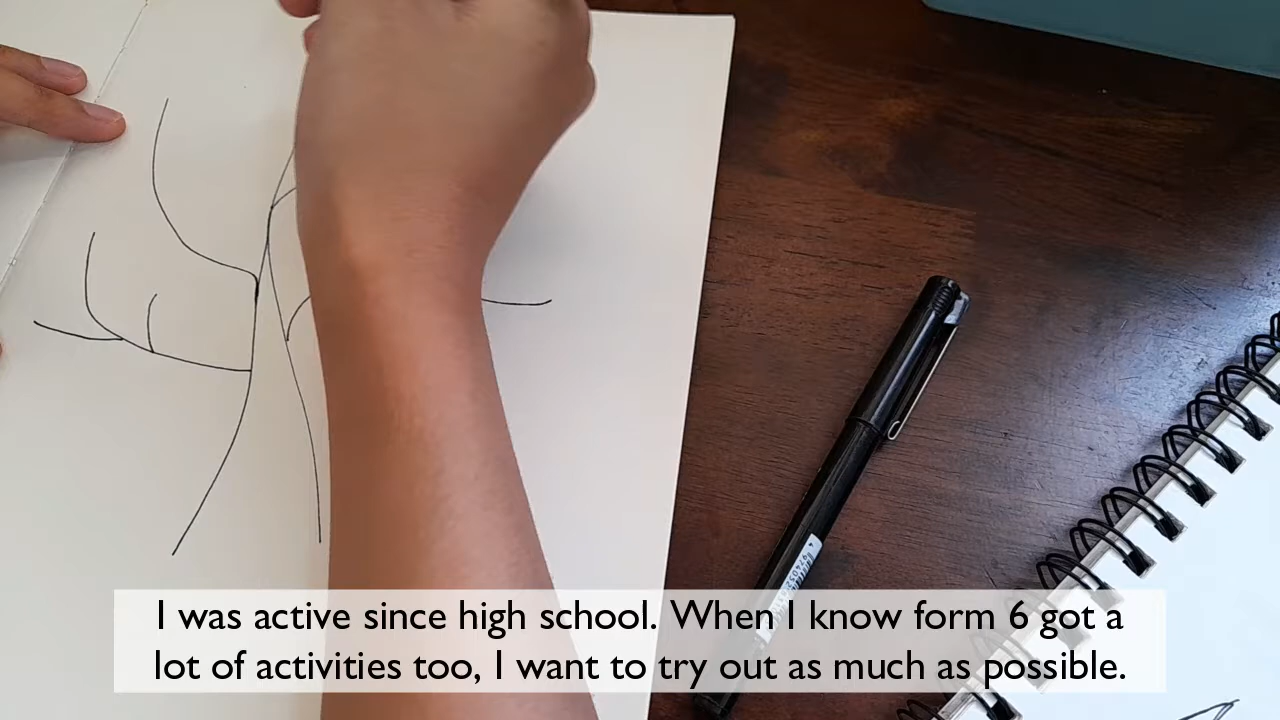 I was active since high school. When I know form 6 got a
lot of activities too, I want to try out as much as possible.